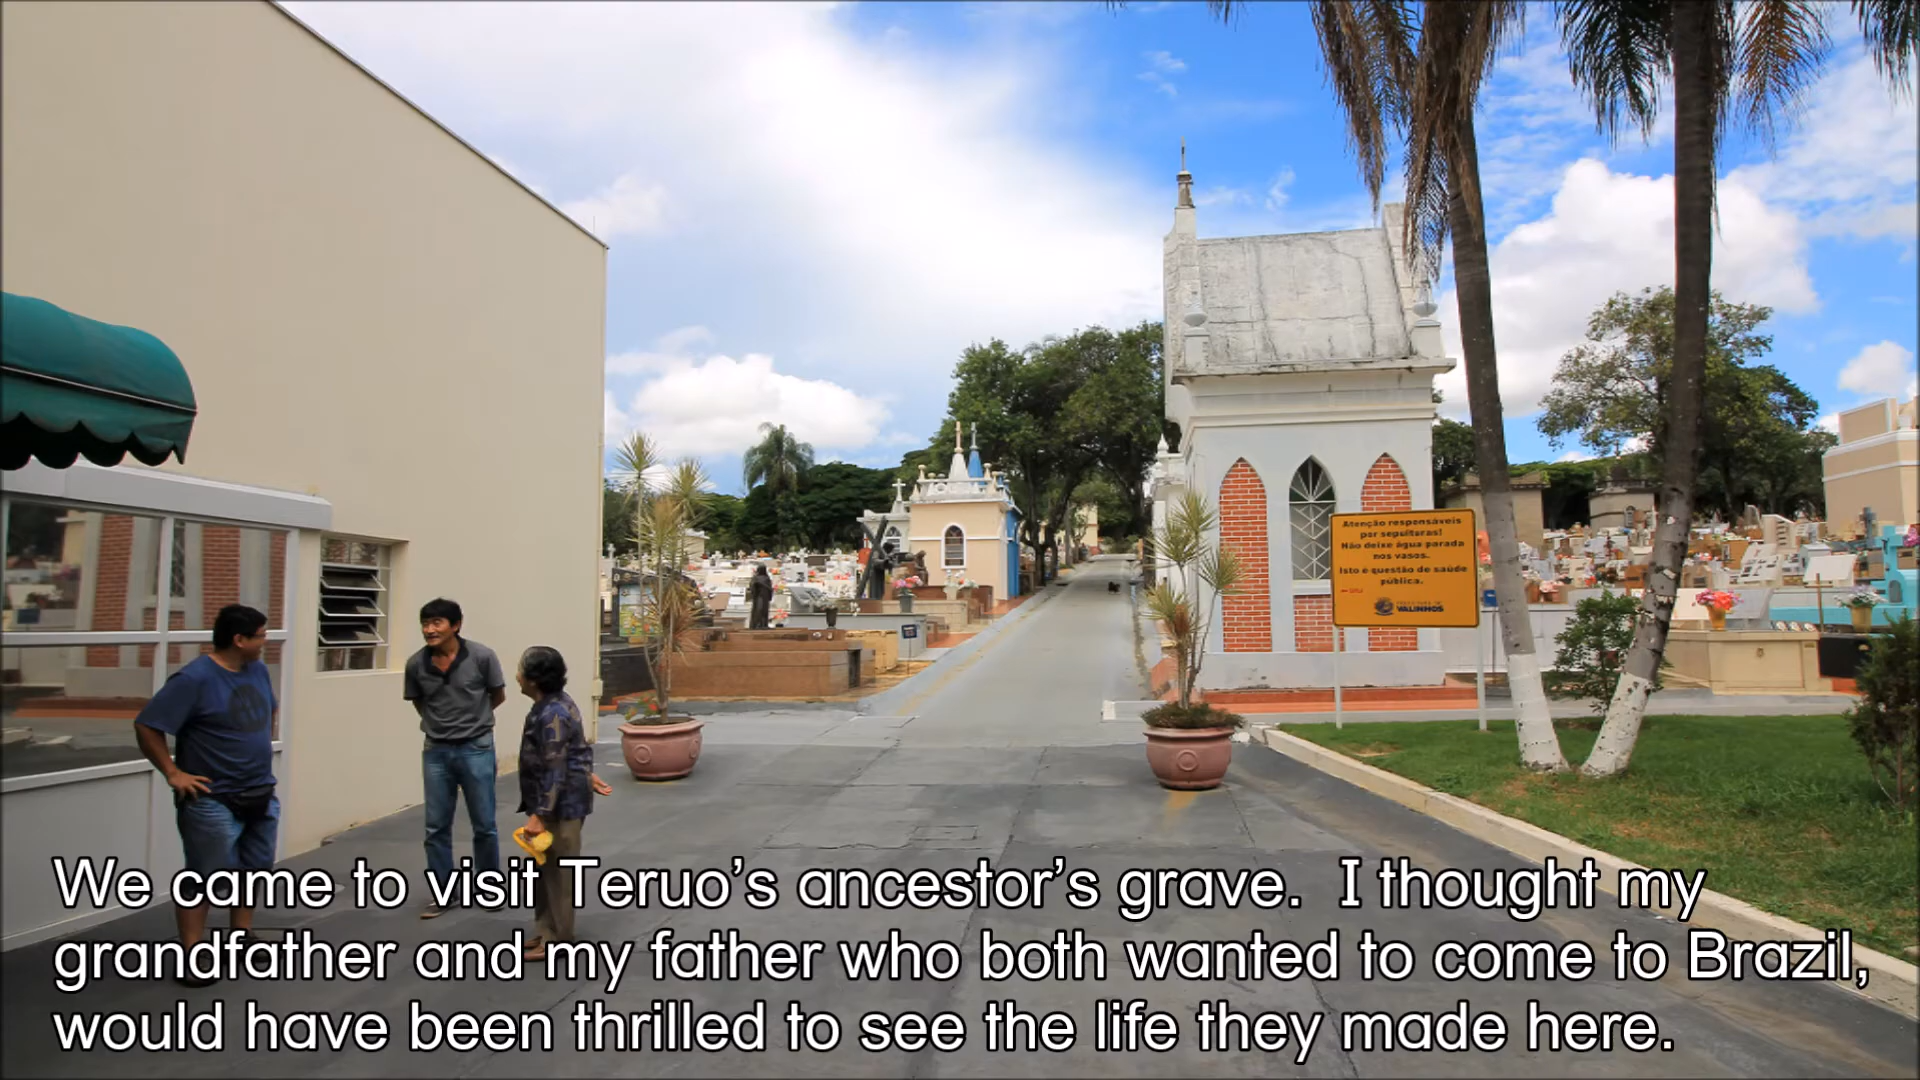 Atenção responsáveis
por sepulturas!
Não deixe água parada
nos vasos.
Isto é questão de saúde
pública.
VALINHOS
We came to visit Teruo’s ancestor’s grave.  I thought my
grandfather and my father who both wanted to come to Brazil,
would have been thrilled to see the life they made here.